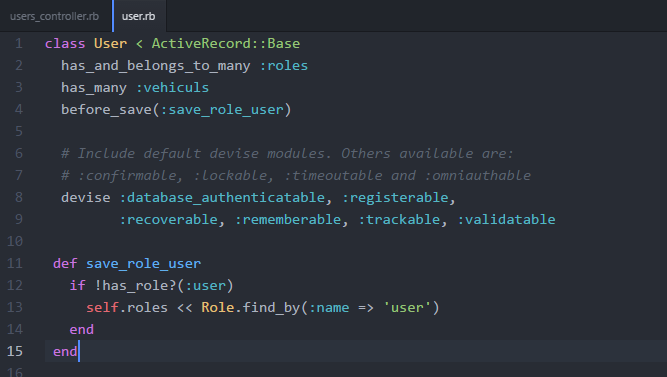 users_controller.rb user.rb
1 class User < ActiveRecord::Base
2   has_and_belongs_to_many :roles
3   has_many :vehiculs
4   before_save(:save_role_user)
5
6   # Include default devise modules. Others available are:
7   # :confirmable, :lockable, :timeoutable and :omniauthable
8   devise :database_authenticatable, :registerable,
9          :recoverable, :rememberable, :trackable, :validatable
10
11  def save_role_user
12    if !has_role?(:user)
13      self.roles << Role.find_by(:name => 'user')
14    end
15  end
16